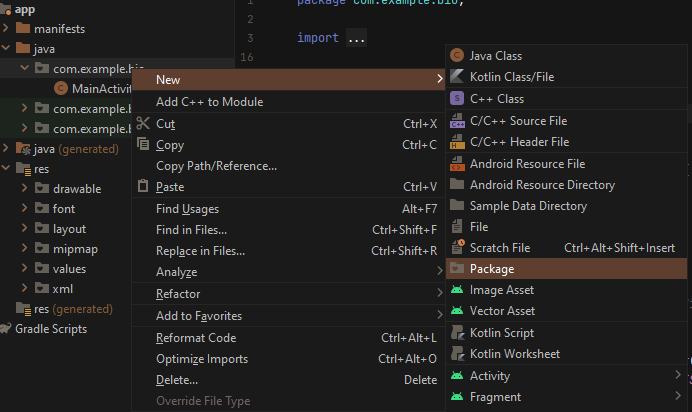 app
manifests
java
com.example.bio
MainActivit
com.example.b
com.example.b
java (generated)
res
drawable
font
layout
mipmap
values
xml
res (generated)
Gradle Scripts
2
3
16
package com.example.bio;
import ...
New
Add C++ to Module
Cut Ctrl+X
Copy Ctrl+C
Copy Path/Reference...
Paste Ctrl+V
Find Usages Alt+F7
Find in Files... Ctrl+Shift+F
Replace in Files... Ctrl+Shift+R
Analyze
Refactor
Add to Favorites
Reformat Code Ctrl+Alt+L
Optimize Imports Ctrl+Alt+O
Delete... Delete
Override File Type
Java Class
Kotlin Class/File
C++ Class
C/C++ Source File
C/C++ Header File
Android Resource File
Android Resource Directory
Sample Data Directory
File
Scratch File Ctrl+Alt+Shift+Insert
Package
Image Asset
Vector Asset
Kotlin Script
Kotlin Worksheet
Activity
Fragment